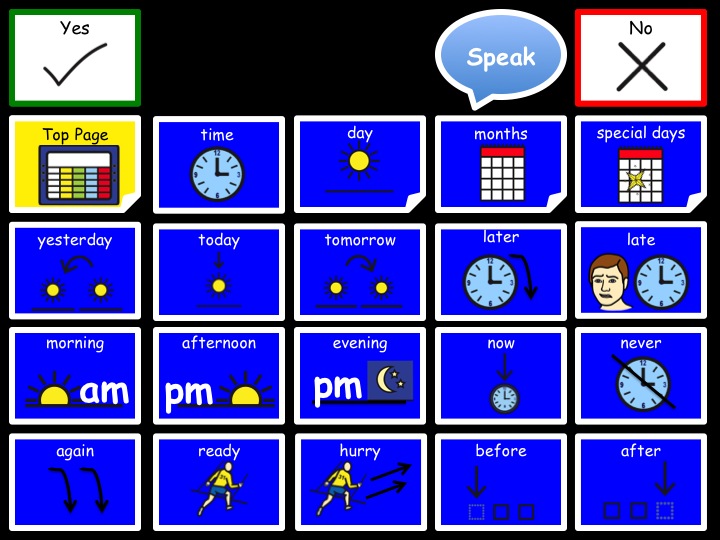 Yes
Speak
No
Top Page
time
day
months
special days
yesterday
today
tomorrow
later
late
morning
am
afternoon
pm
evening
pm
now
never
again
ready
hurry
before
after